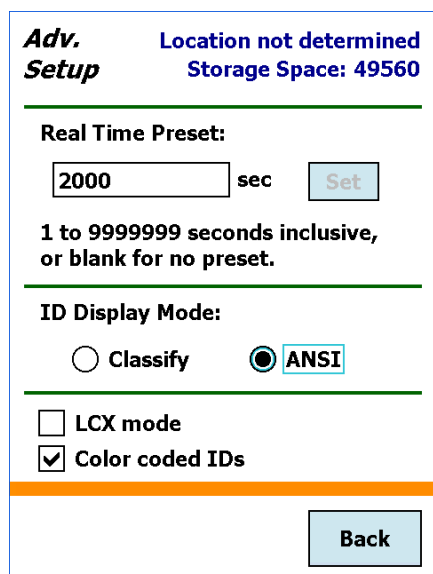 Adv. Setup
Location not determined
Storage Space: 49560
Real Time Preset:
2000 sec Set
1 to 9999999 seconds inclusive,
or blank for no preset.
ID Display Mode:
Classify ANSI
LCX mode
Color coded IDs
Back